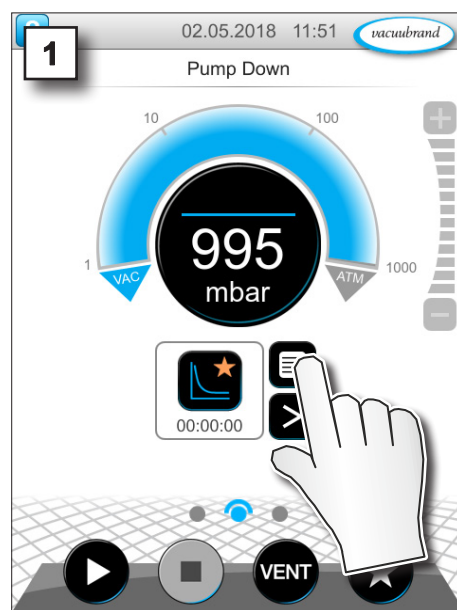 1
02.05.2018 11:51 vacuubrand
Pump Down
10 100
1 VAC ATM 1000
995
mbar
00:00:00
VENT